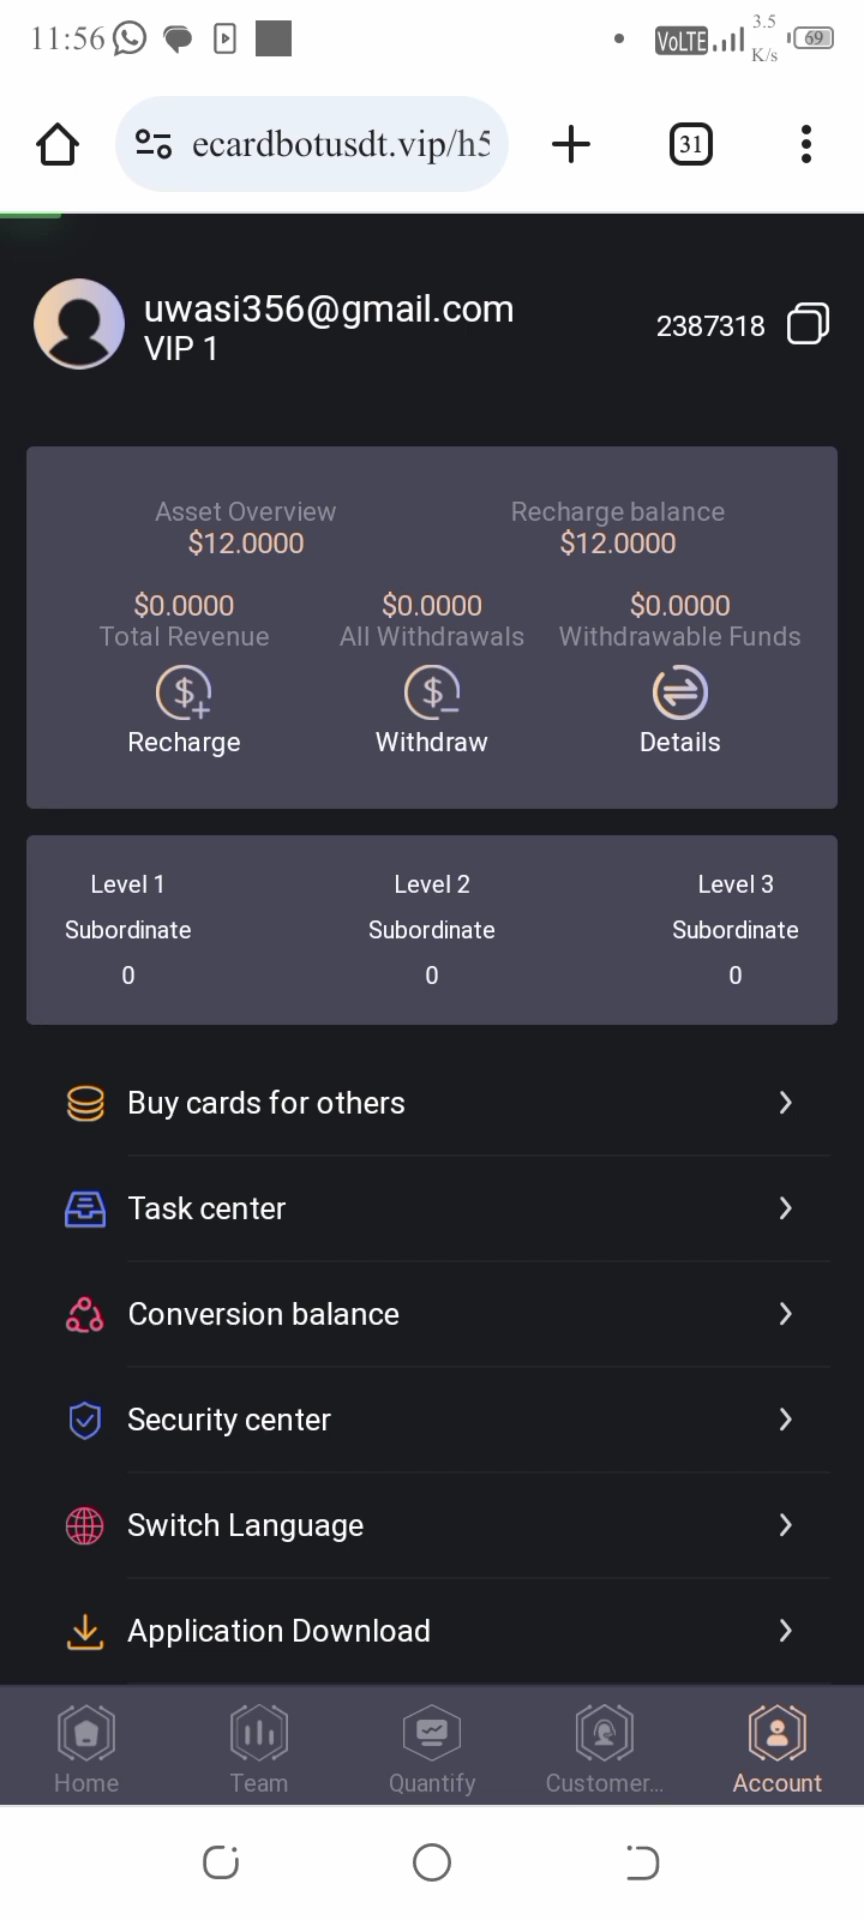 11:56
VoLTE 3.5 K/s 69
ecardbotusdt.vip/h5
31
uwasi356@gmail.com
VIP 1
2387318
Asset Overview Recharge balance
$12.0000 $12.0000
$0.0000 $0.0000 $0.0000
Total Revenue All Withdrawals Withdrawable Funds
Recharge Withdraw Details
Level 1 Level 2 Level 3
Subordinate Subordinate Subordinate
0 0 0
Buy cards for others
Task center
Conversion balance
Security center
Switch Language
Application Download
Home Team Quantify Customer... Account